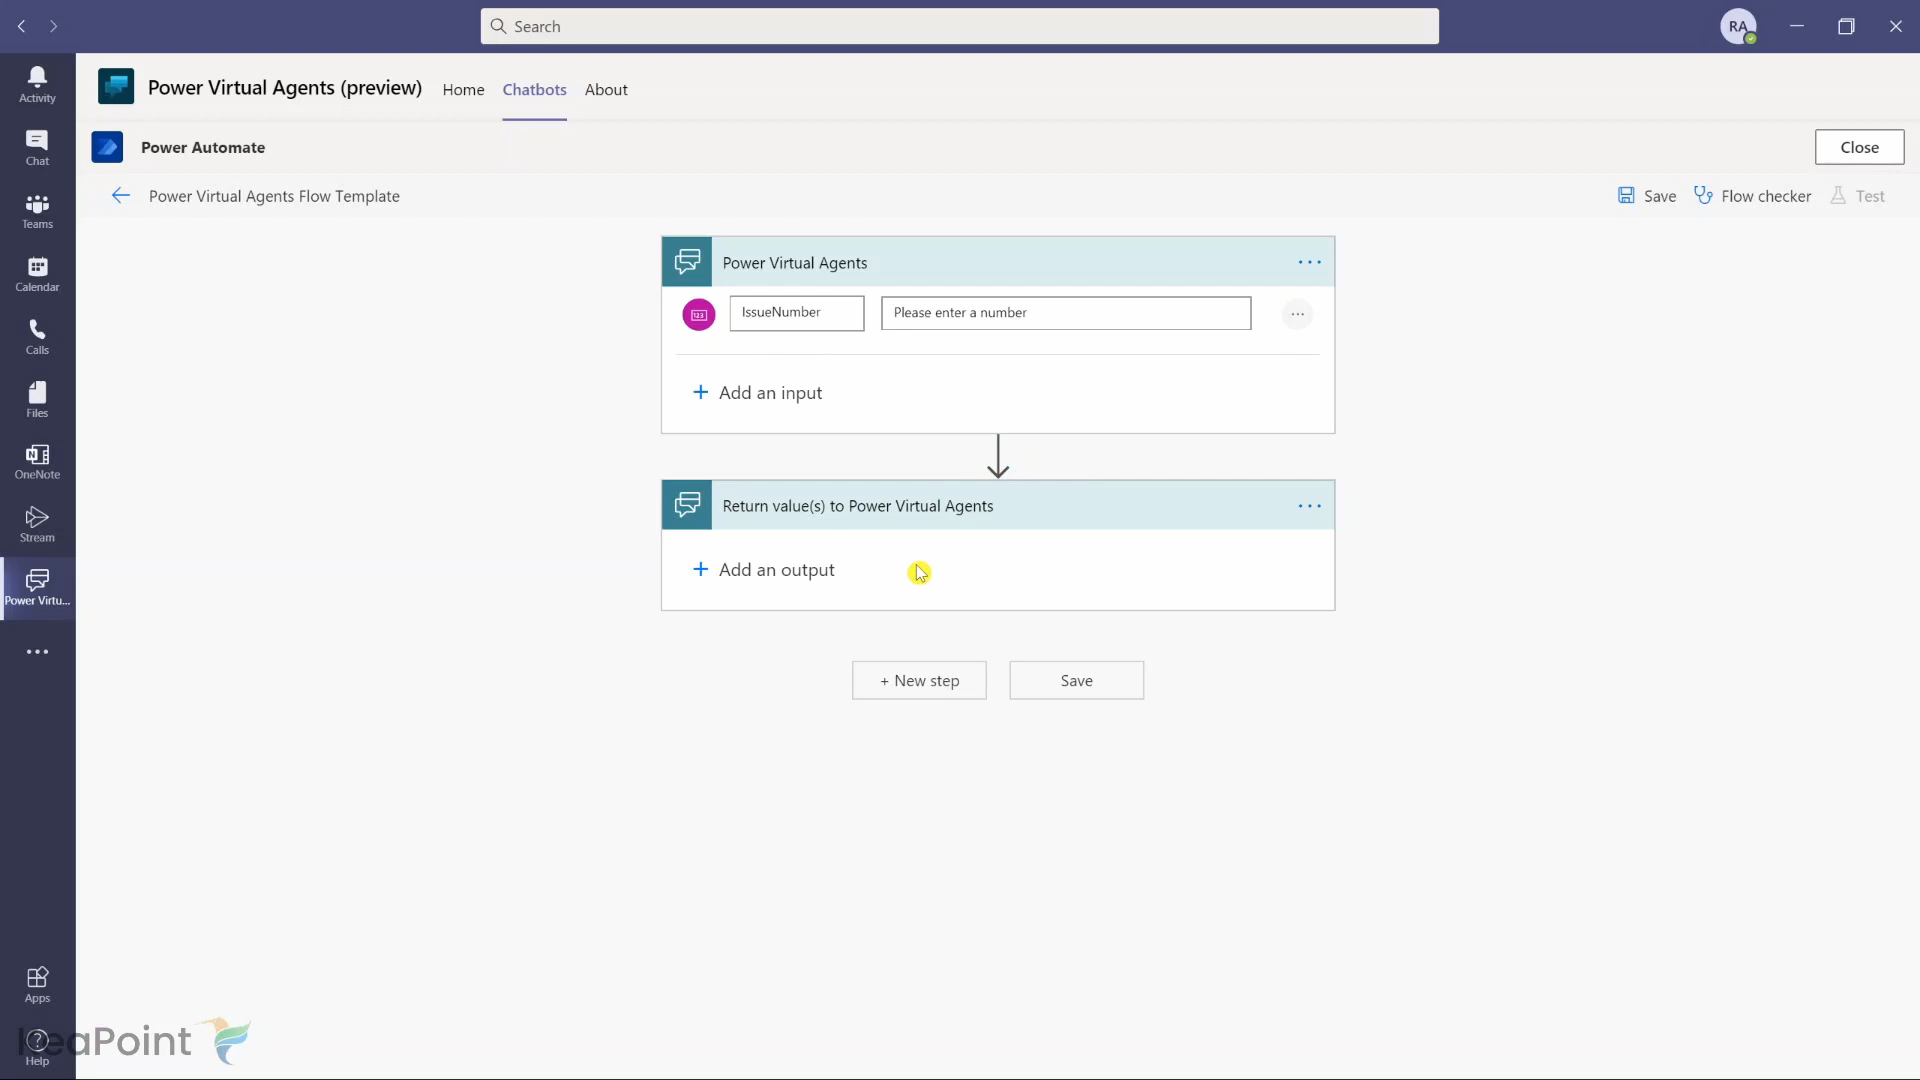 Search
RA
Activity
Chat
Teams
Calendar
Calls
Files
OneNote
Stream
Power Virtu...
Apps
Help
Power Virtual Agents (preview)
Home
Chatbots
About
Power Automate
Close
Power Virtual Agents Flow Template
Save
Flow checker
Test
Power Virtual Agents
123
IssueNumber
Please enter a number
+ Add an input
Return value(s) to Power Virtual Agents
+ Add an output
+ New step
Save